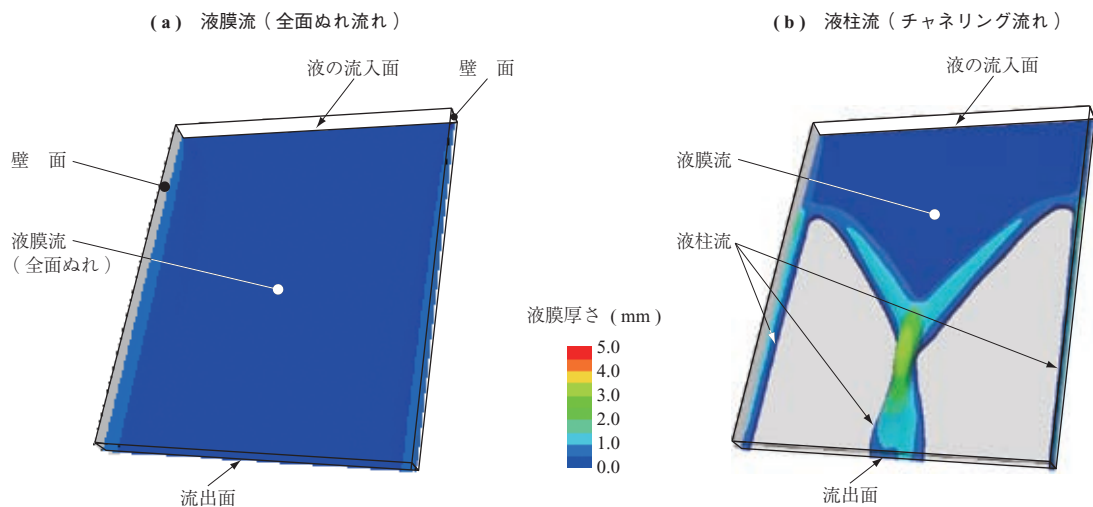 ( a ) 液膜流 ( 全面ぬれ流れ )
液の流入面
壁 面
壁 面
液膜流
( 全面ぬれ )
流出面
液膜厚さ ( mm )
5.0
4.0
3.0
2.0
1.0
0.0
( b ) 液柱流 ( チャネリング流れ )
液の流入面
液膜流
液柱流
流出面